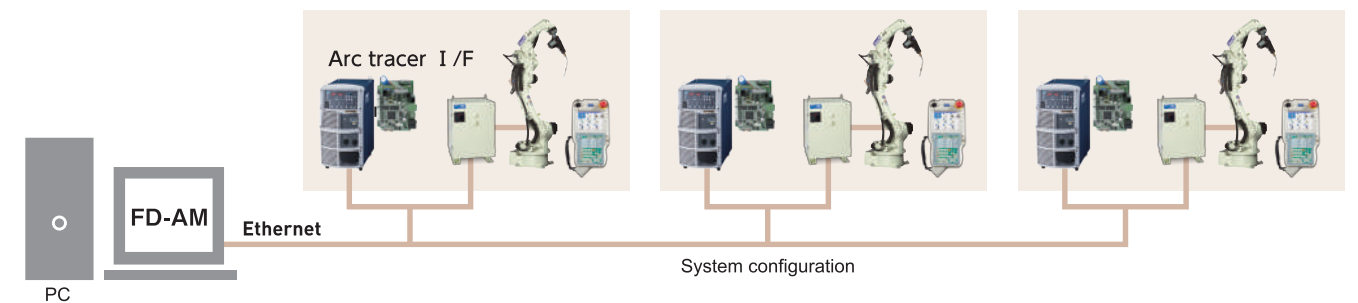 Arc tracer I /F
FD-AM
Ethernet
System configuration
PC